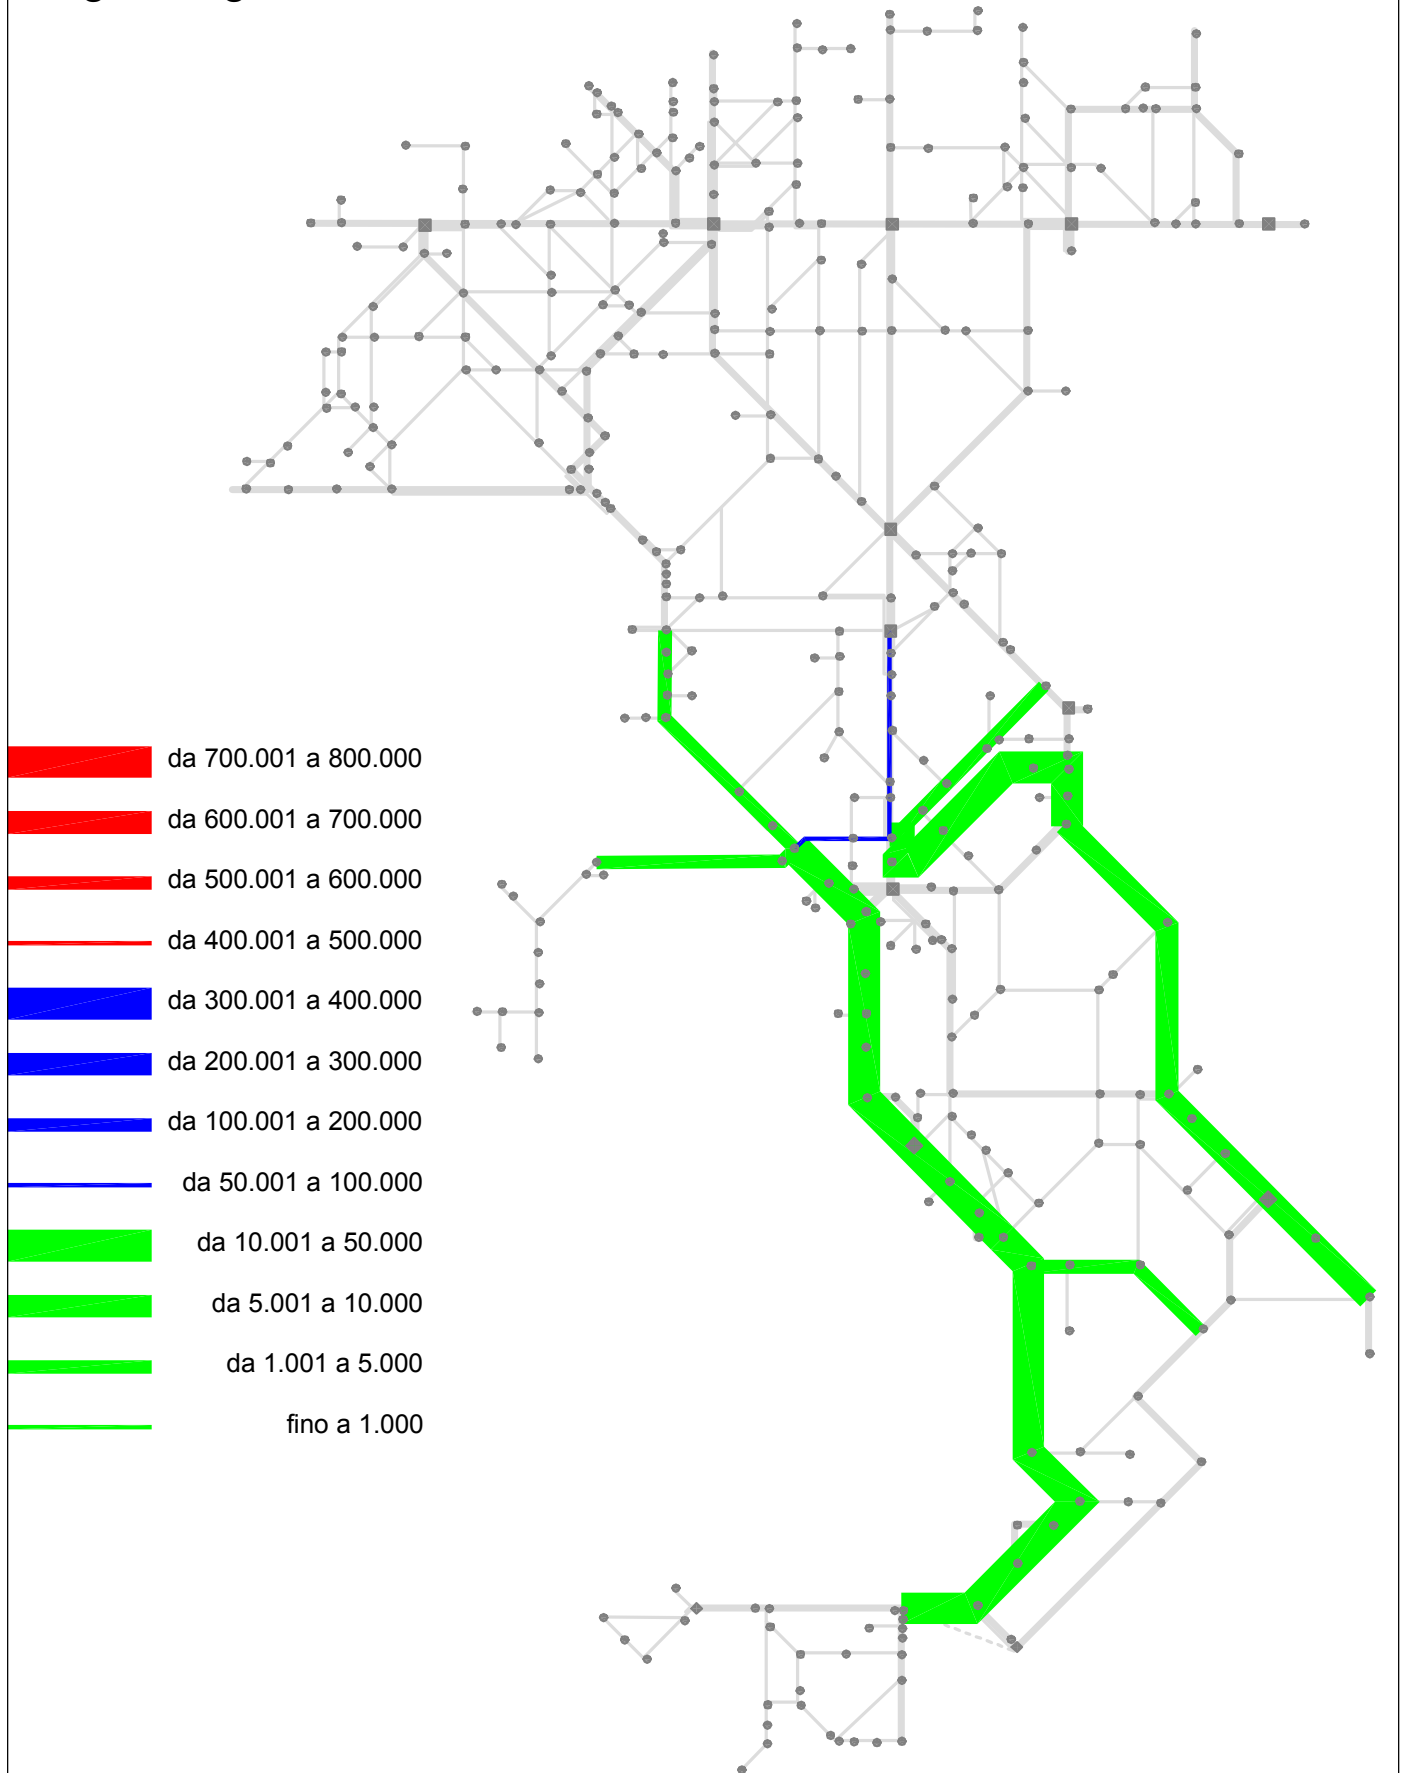 da 700.001 a 800.000
da 600.001 a 700.000
da 500.001 a 600.000
da 400.001 a 500.000
da 300.001 a 400.000
da 200.001 a 300.000
da 100.001 a 200.000
da 50.001 a 100.000
da 10.001 a 50.000
da 5.001 a 10.000
da 1.001 a 5.000
fino a 1.000